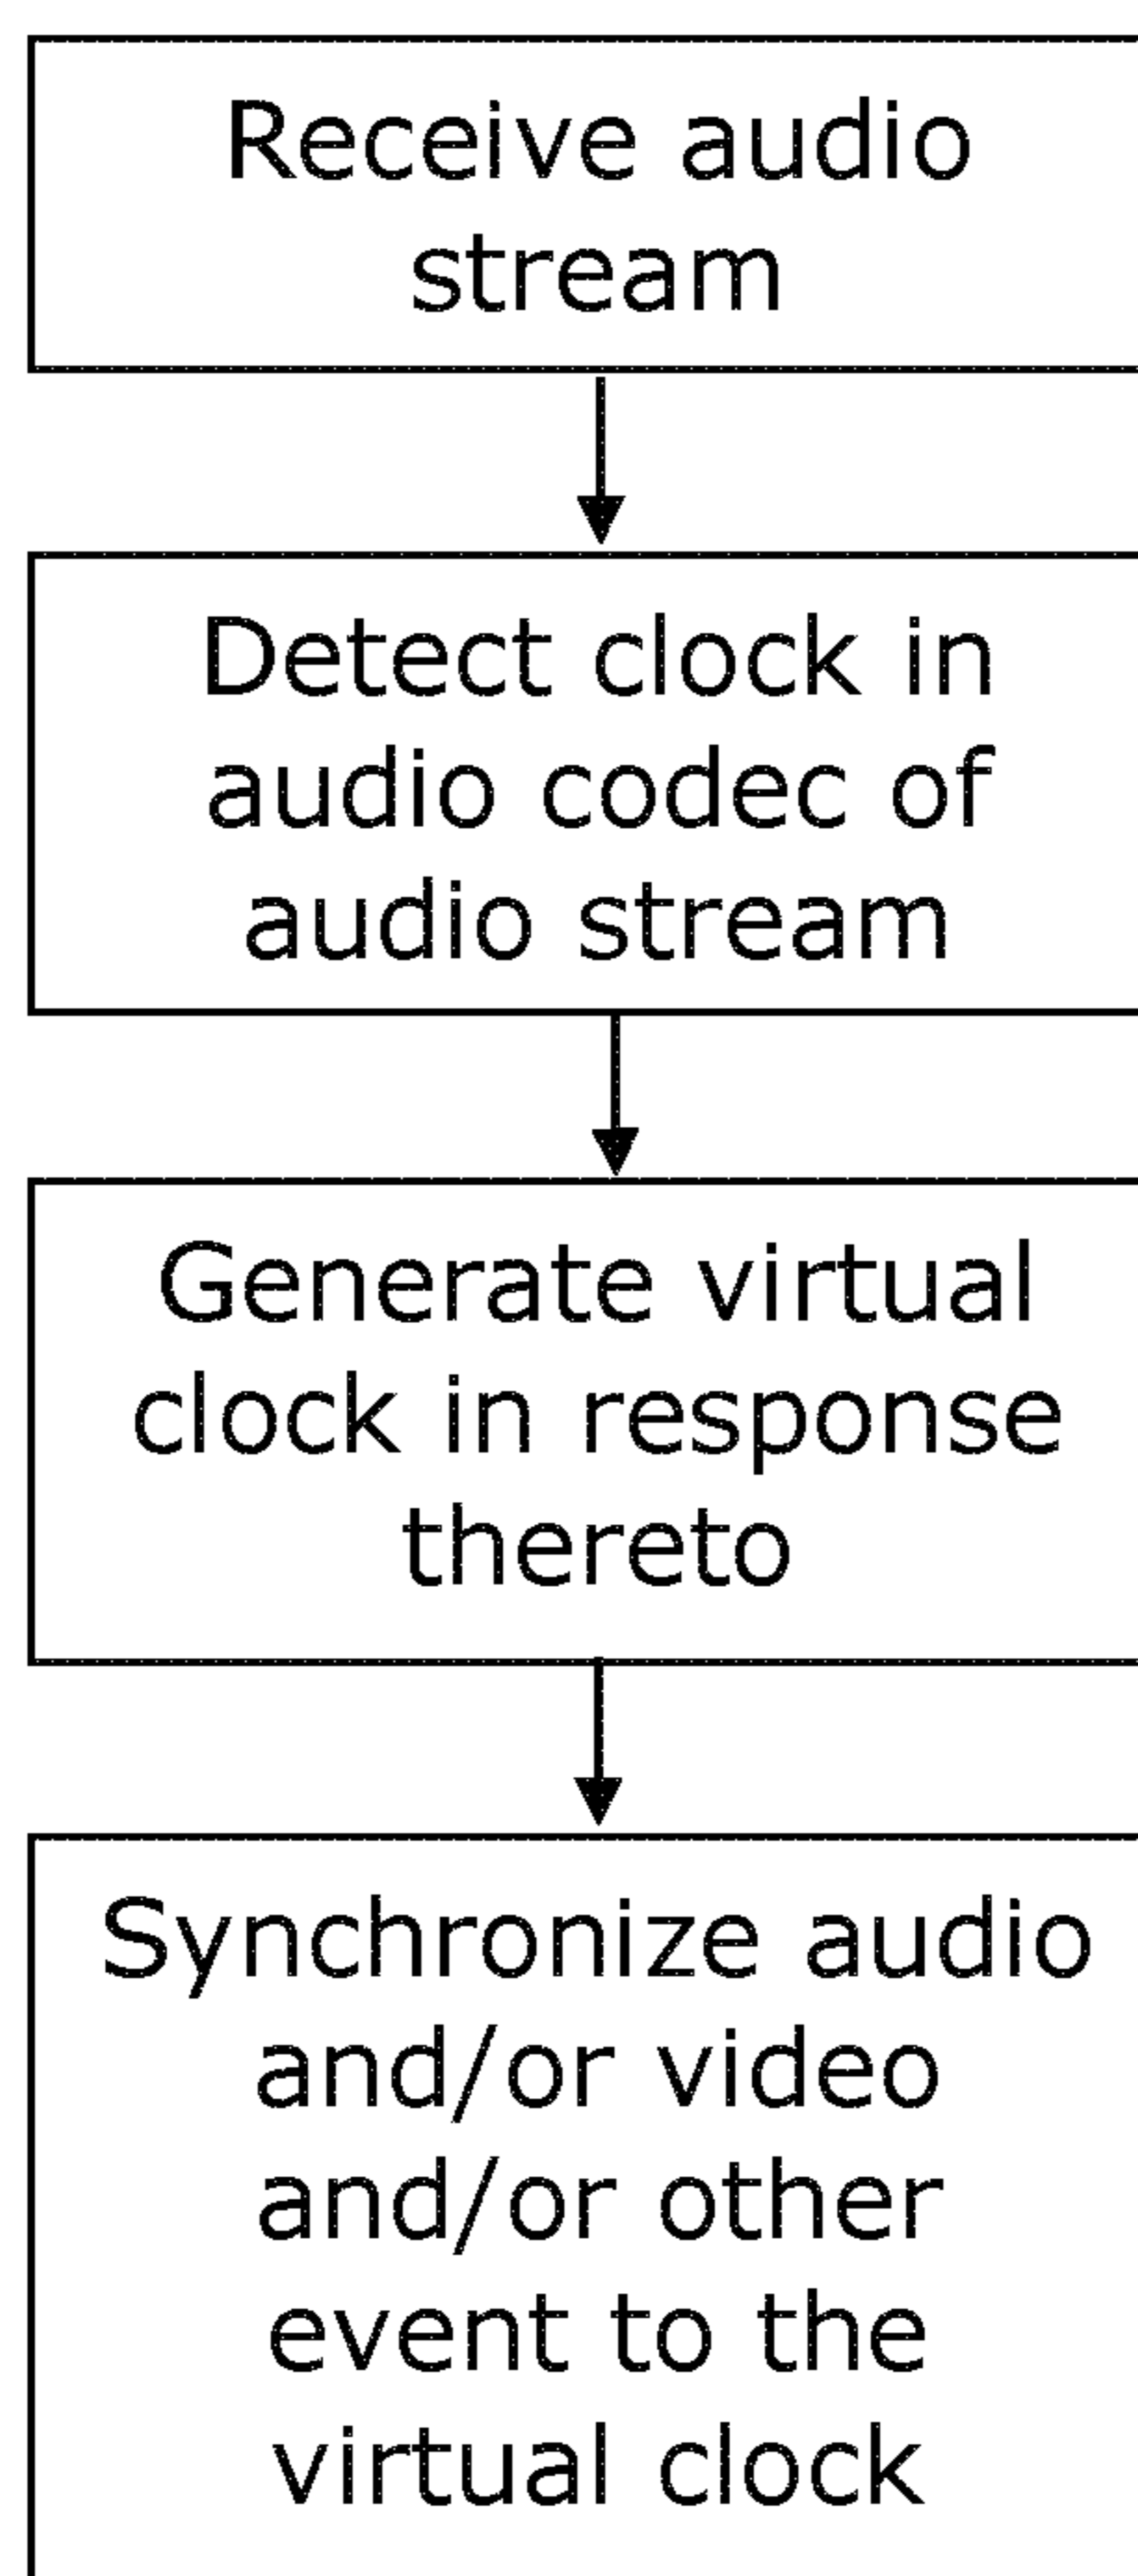 Receive audio
stream
Detect clock in
audio codec of
audio stream
Generate virtual
clock in response
thereto
Synchronize audio
and/or video
and/or other
event to the
virtual clock